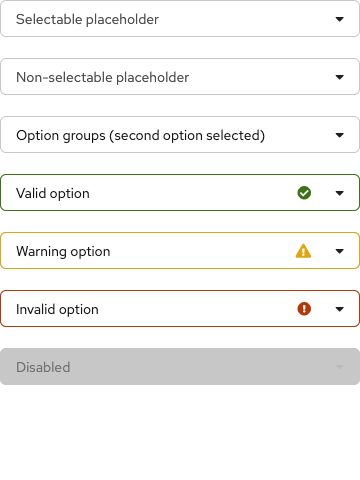 Selectable placeholder
Non-selectable placeholder
Option groups (second option selected)
Valid option
Warning option
Invalid option
Disabled